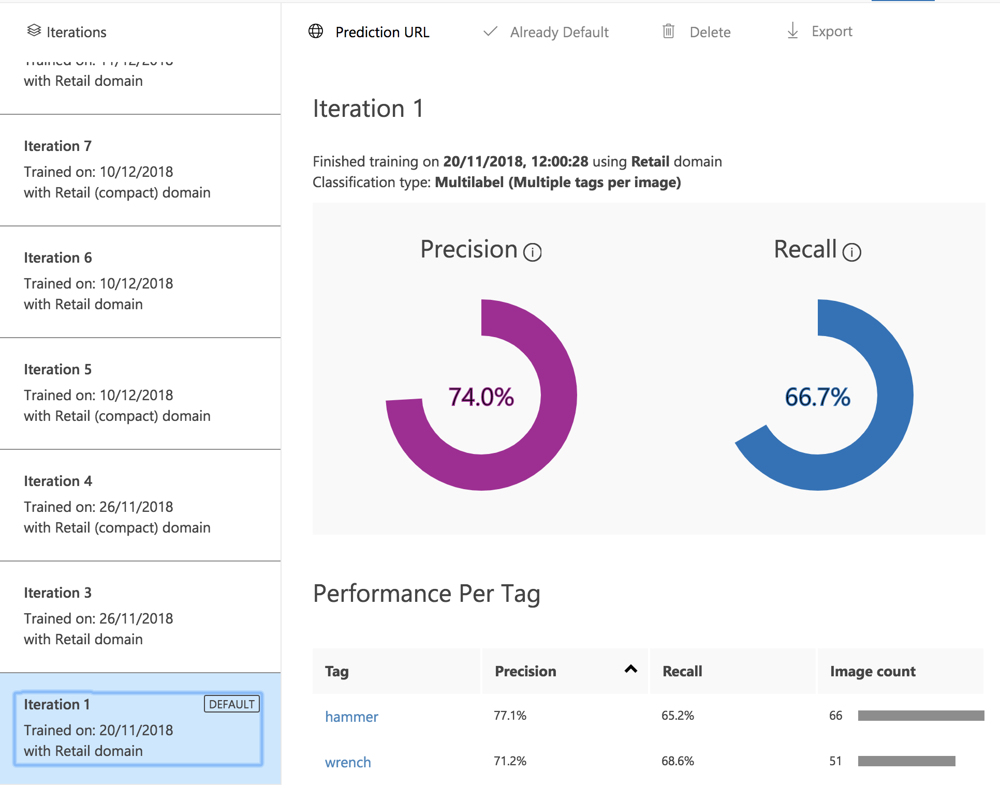 Iterations
Trained on: 11/12/2018
with Retail domain
Iteration 7
Trained on: 10/12/2018
with Retail (compact) domain
Iteration 6
Trained on: 10/12/2018
with Retail domain
Iteration 5
Trained on: 10/12/2018
with Retail (compact) domain
Iteration 4
Trained on: 26/11/2018
with Retail (compact) domain
Iteration 3
Trained on: 26/11/2018
with Retail domain
Iteration 1 DEFAULT
Trained on: 20/11/2018
with Retail domain
Prediction URL Already Default Delete Export
Iteration 1
Finished training on 20/11/2018, 12:00:28 using Retail domain
Classification type: Multilabel (Multiple tags per image)
Precision
74.0%
Recall
66.7%
Performance Per Tag
Tag Precision Recall Image count
hammer 77.1% 65.2% 66
wrench 71.2% 68.6% 51